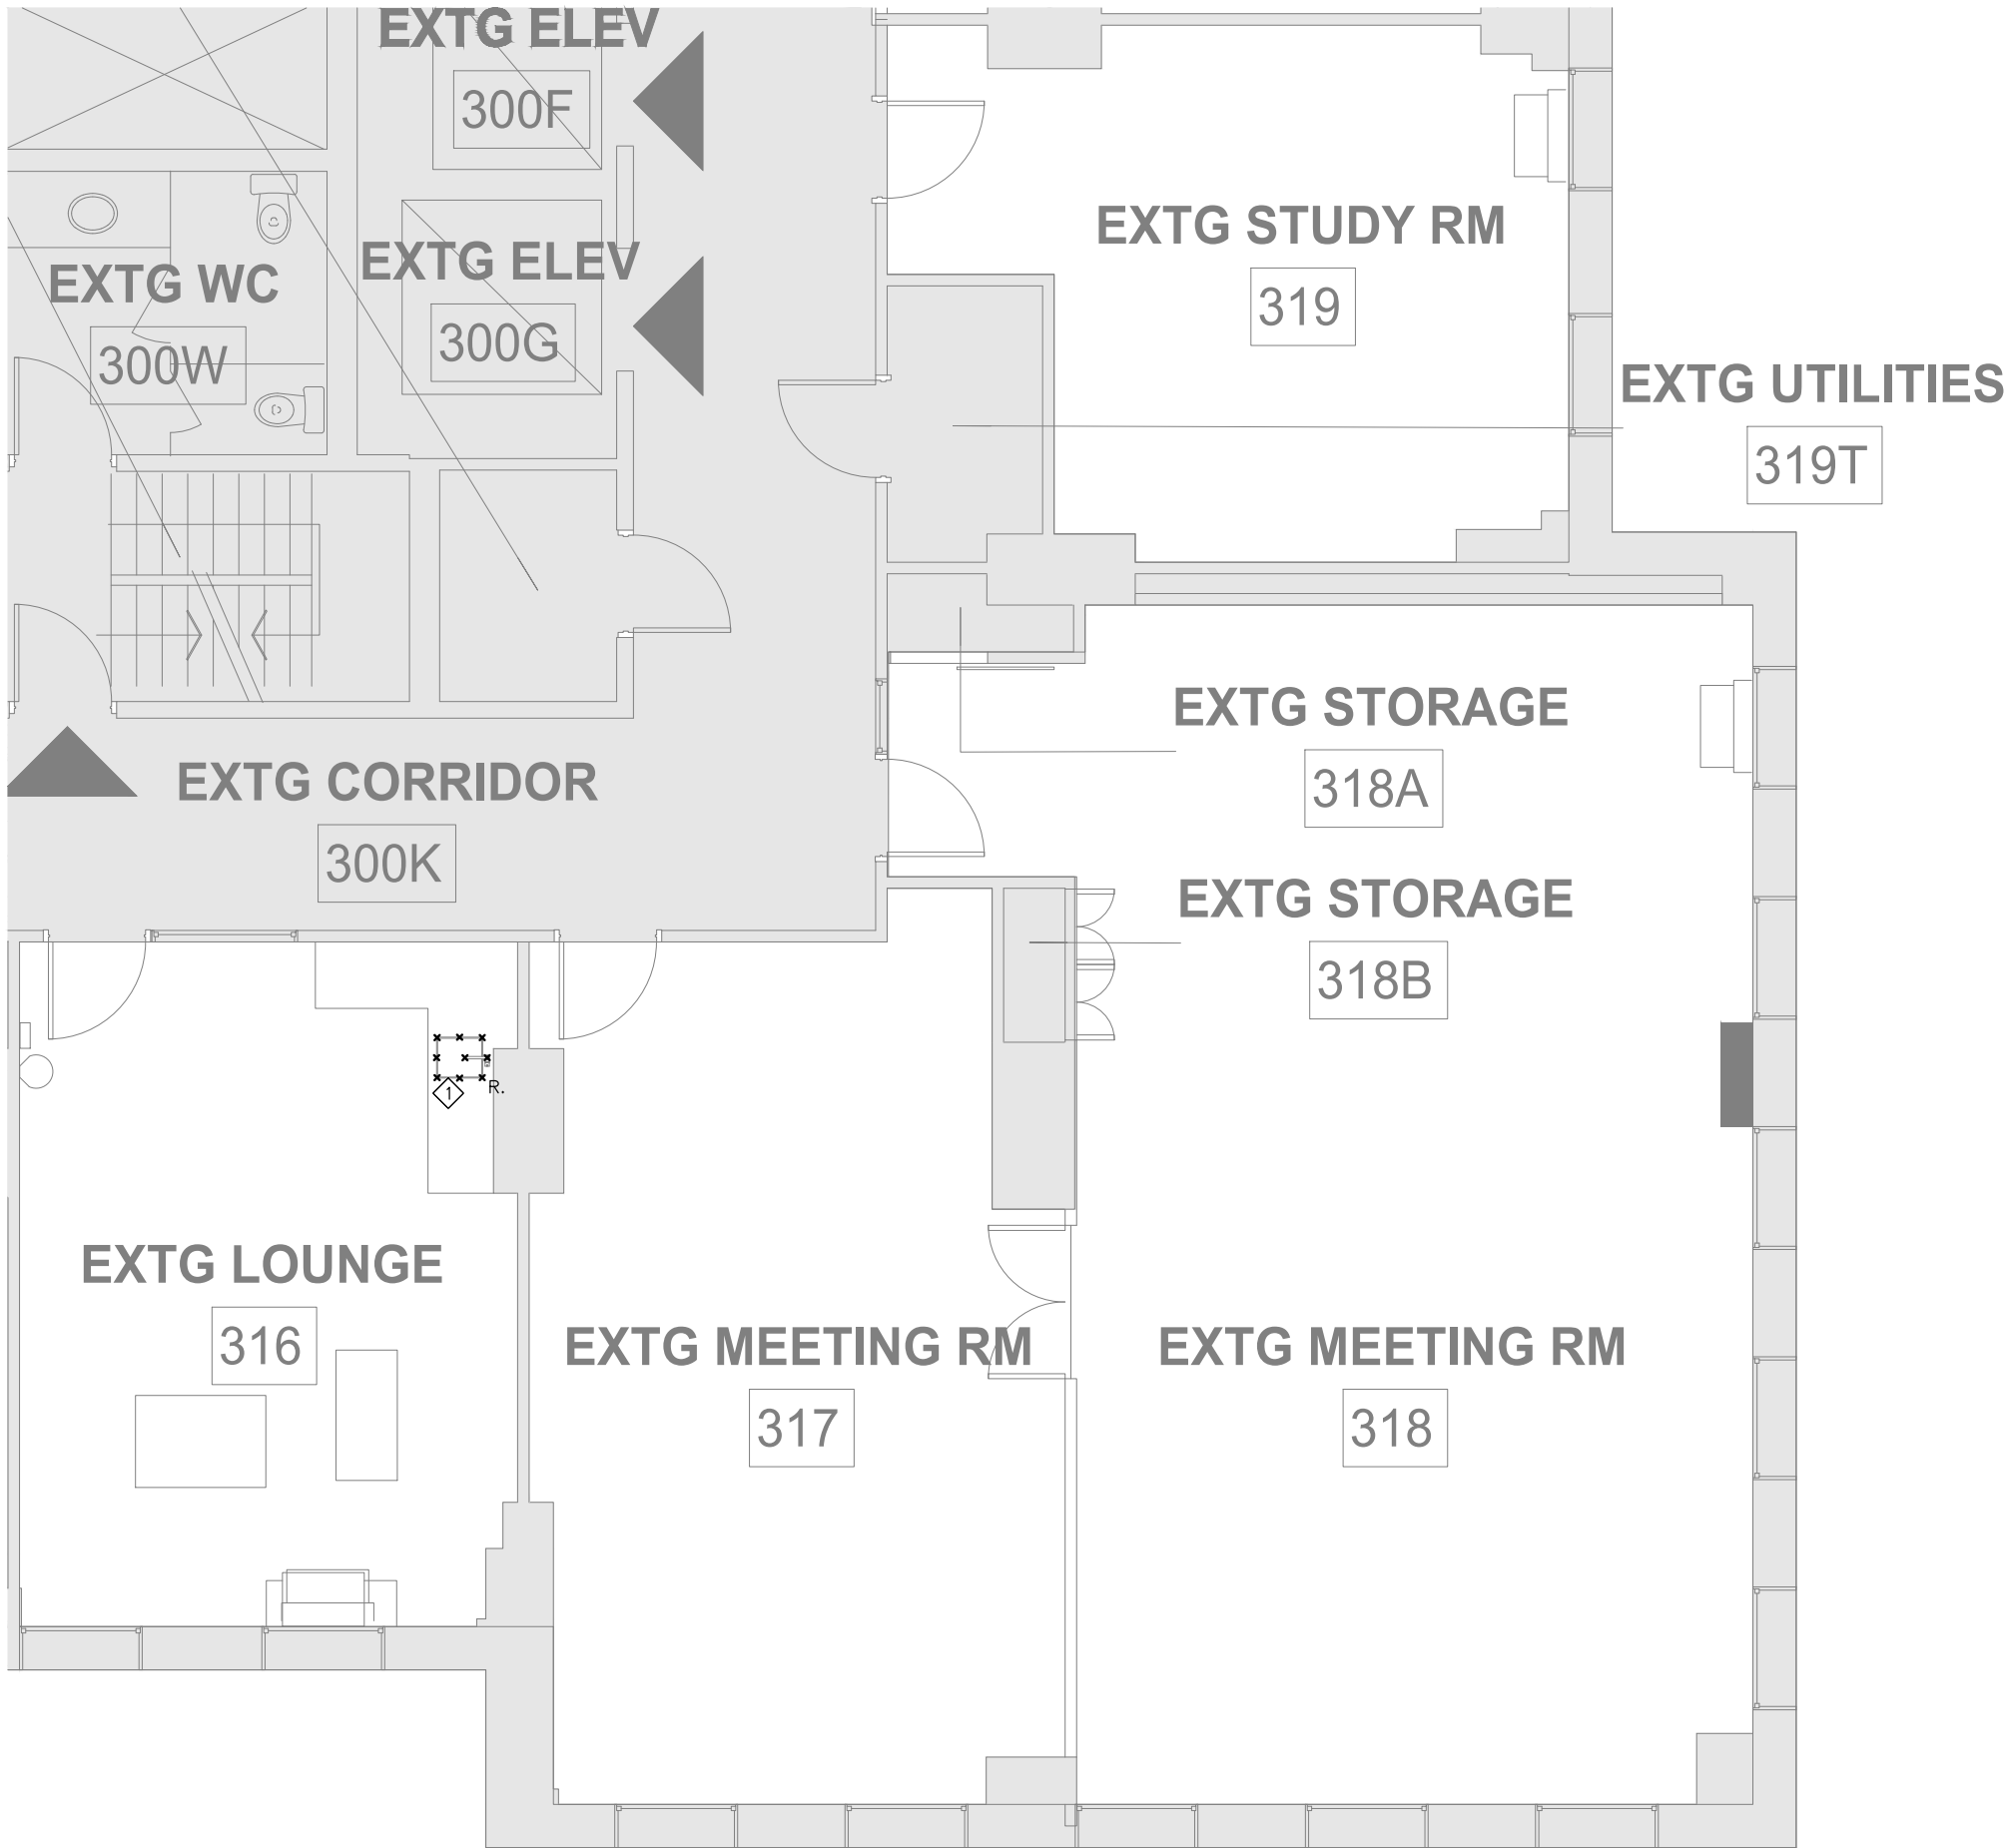 EXTG ELEV
300F
EXTG STUDY RM
319
EXTG WC
300W
EXTG ELEV
300G
EXTG UTILITIES
319T
EXTG STORAGE
318A
EXTG CORRIDOR
300K
EXTG STORAGE
318B
1
R.
EXTG LOUNGE
316
EXTG MEETING RM
317
EXTG MEETING RM
318